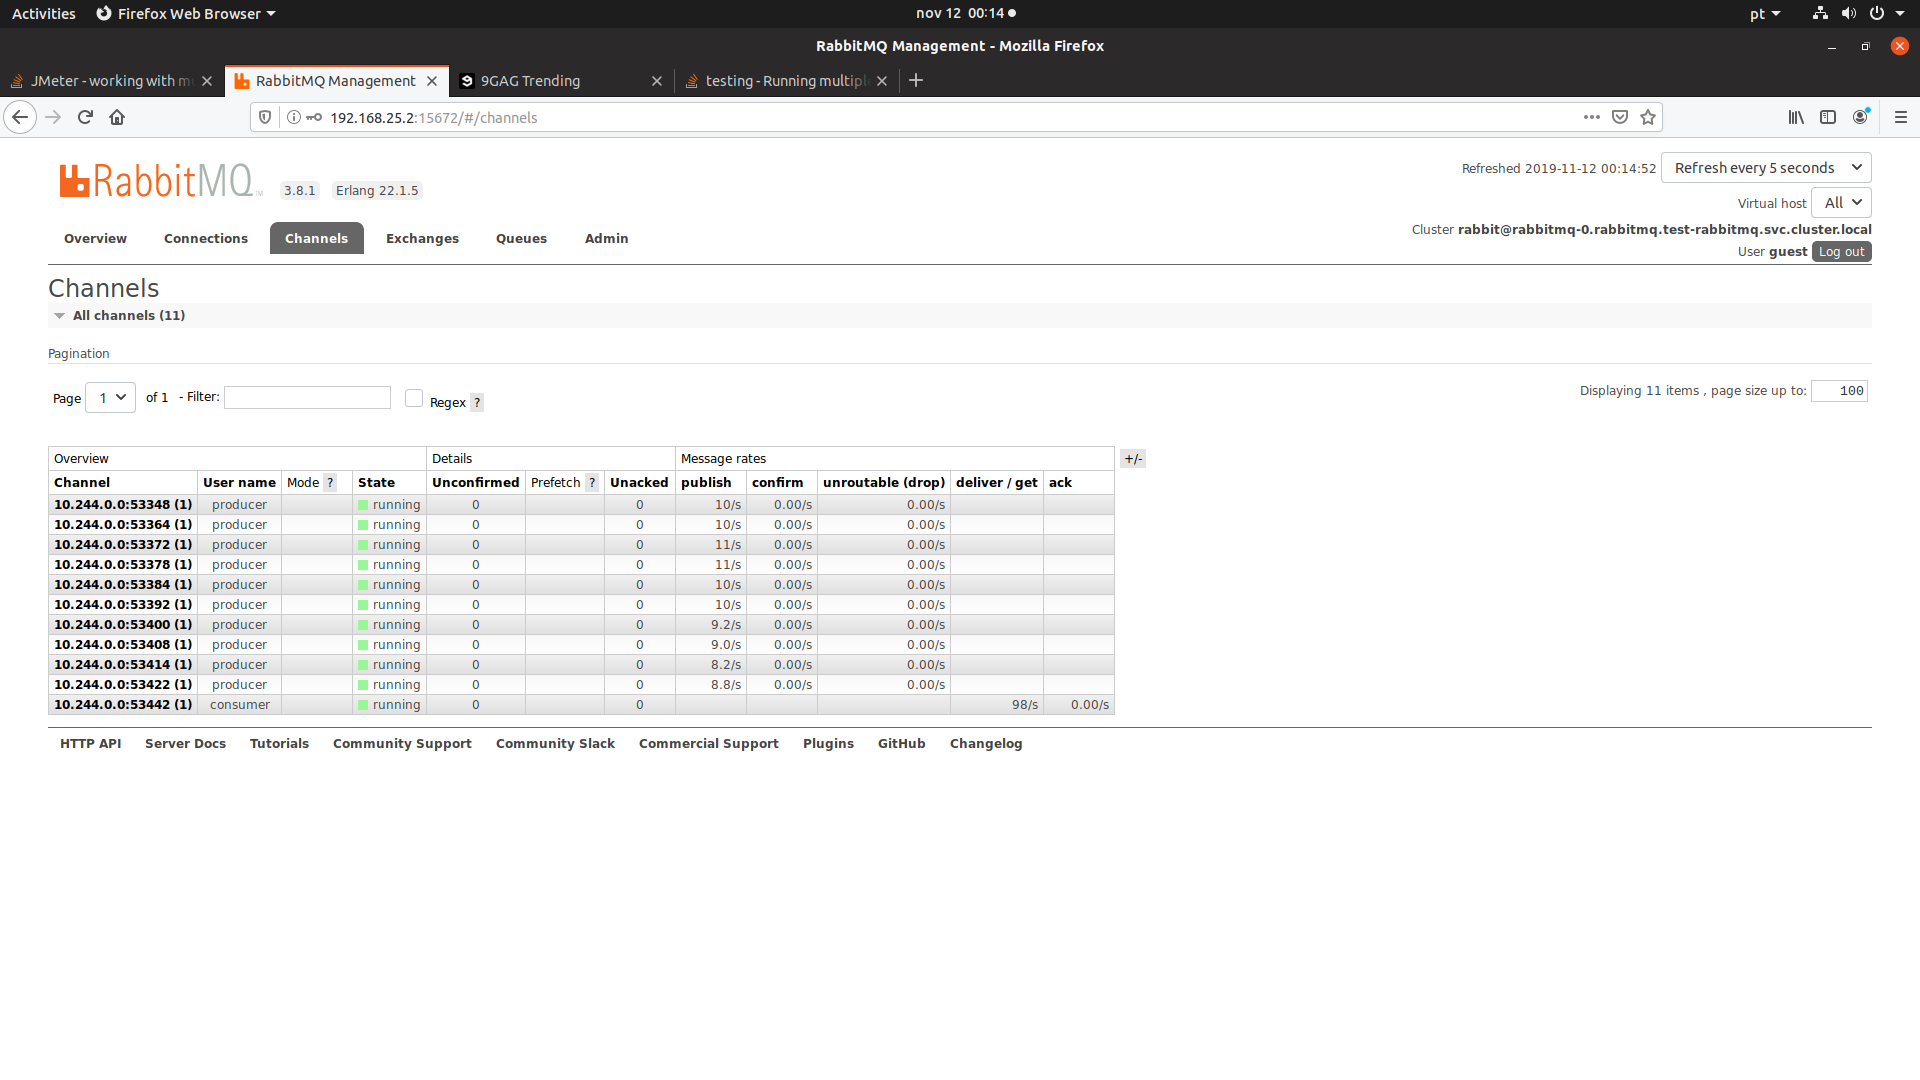 Activities Firefox Web Browser nov 12 00:14 pt
RabbitMQ Management - Mozilla Firefox
JMeter - working with m RabbitMQ Management 9GAG Trending testing - Running multipl
192.168.25.2:15672/#/channels
RabbitMQ TM 3.8.1 Erlang 22.1.5
Refreshed 2019-11-12 00:14:52 Refresh every 5 seconds
Virtual host All
Cluster rabbit@rabbitmq-0.rabbitmq.test-rabbitmq.svc.cluster.local
User guest Log out
Overview Connections Channels Exchanges Queues Admin
Channels
All channels (11)
Pagination
Page 1 of 1 - Filter: Regex ? Displaying 11 items , page size up to: 100
Overview Details Message rates +/-
Channel User name Mode ? State Unconfirmed Prefetch ? Unacked publish confirm unroutable (drop) deliver / get ack
10.244.0.0:53348 (1) producer running 0 0 10/s 0.00/s 0.00/s
10.244.0.0:53364 (1) producer running 0 0 10/s 0.00/s 0.00/s
10.244.0.0:53372 (1) producer running 0 0 11/s 0.00/s 0.00/s
10.244.0.0:53378 (1) producer running 0 0 11/s 0.00/s 0.00/s
10.244.0.0:53384 (1) producer running 0 0 10/s 0.00/s 0.00/s
10.244.0.0:53392 (1) producer running 0 0 10/s 0.00/s 0.00/s
10.244.0.0:53400 (1) producer running 0 0 9.2/s 0.00/s 0.00/s
10.244.0.0:53408 (1) producer running 0 0 9.0/s 0.00/s 0.00/s
10.244.0.0:53414 (1) producer running 0 0 8.2/s 0.00/s 0.00/s
10.244.0.0:53422 (1) producer running 0 0 8.8/s 0.00/s 0.00/s
10.244.0.0:53442 (1) consumer running 0 0 98/s 0.00/s
HTTP API Server Docs Tutorials Community Support Community Slack Commercial Support Plugins GitHub Changelog